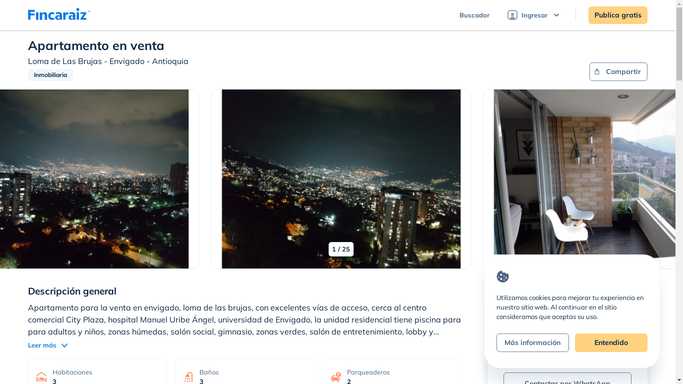 Fincaraiz
Buscador
Ingresar
Publica gratis
Apartamento en venta
Loma de Las Brujas - Envigado - Antioquia
Inmobiliaria
Compartir
1 / 25
Descripción general
Apartamento para la venta en envigado, loma de las brujas, con excelentes vías de acceso, cerca al centro
comercial City Plaza, hospital Manuel Uribe Ángel, universidad de Envigado, la unidad residencial tiene piscina para
para adultos y niños, zonas húmedas, salón social, gimnasio, zonas verdes, salón de entretenimiento, lobby y...
Leer más
Habitaciones
3
Baños
3
Parqueaderos
2
Utilizamos cookies para mejorar tu experiencia en
nuestro sitio web. Al continuar en el sitio
consideramos que aceptas su uso.
Más información
Entendido
Contactar por WhatsApp